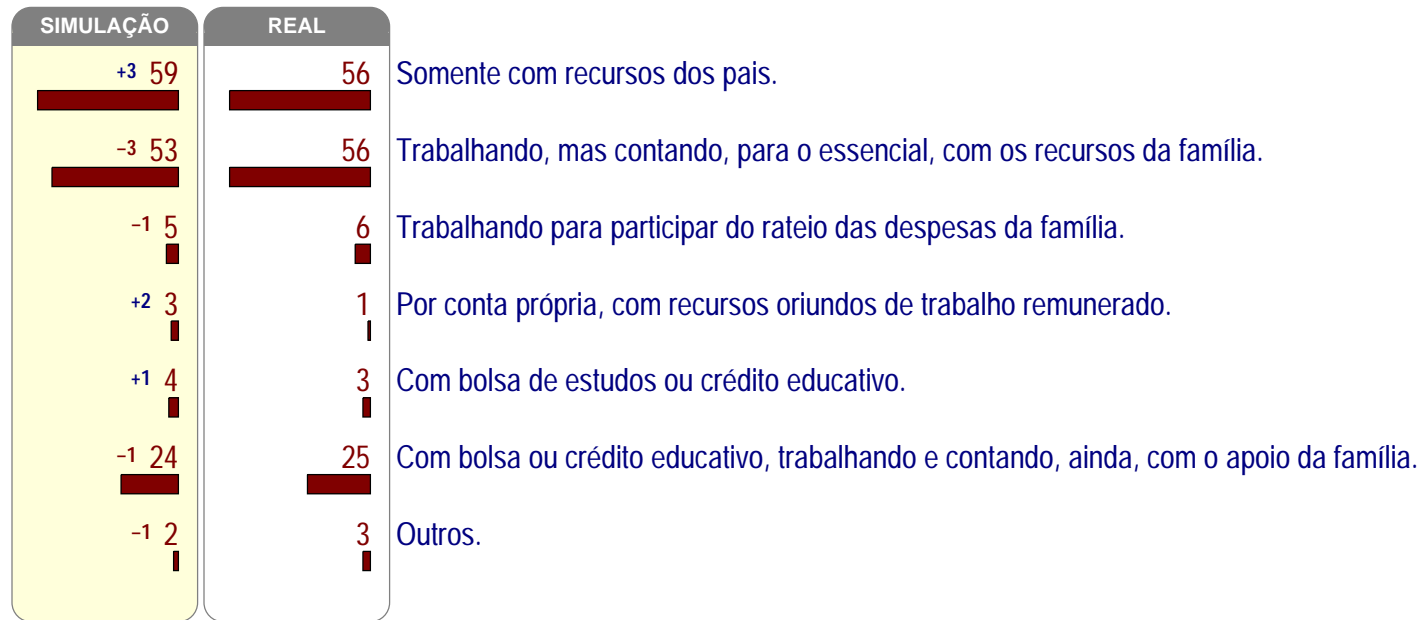 SIMULAÇÃO REAL
+3 59 56 Somente com recursos dos pais.
−3 53 56 Trabalhando, mas contando, para o essencial, com os recursos da família.
−1 5 6 Trabalhando para participar do rateio das despesas da família.
+2 3 1 Por conta própria, com recursos oriundos de trabalho remunerado.
+1 4 3 Com bolsa de estudos ou crédito educativo.
−1 24 25 Com bolsa ou crédito educativo, trabalhando e contando, ainda, com o apoio da família.
−1 2 3 Outros.